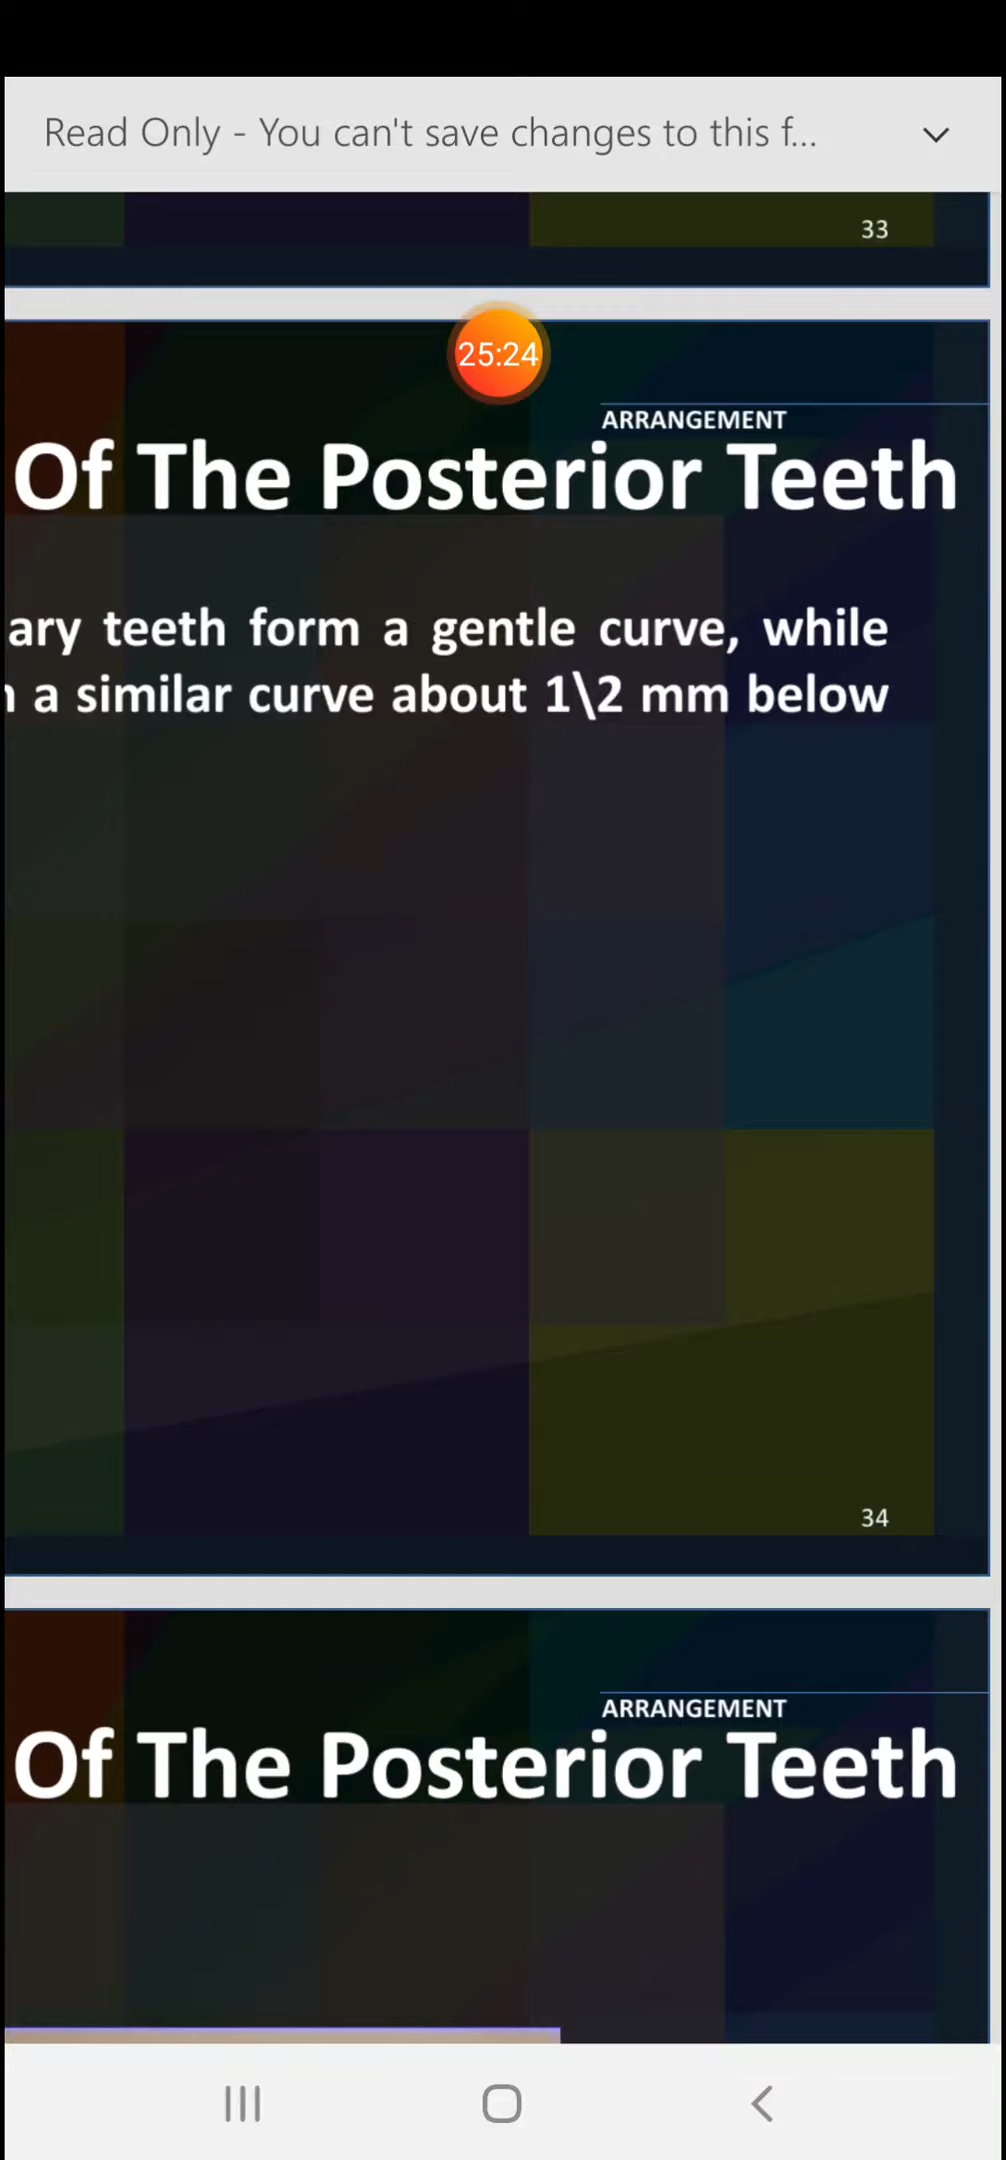 Read Only - You can't save changes to this f...
33
25:24
ARRANGEMENT
Of The Posterior Teeth
ary teeth form a gentle curve, while
a similar curve about 1\2 mm below
34
ARRANGEMENT
Of The Posterior Teeth